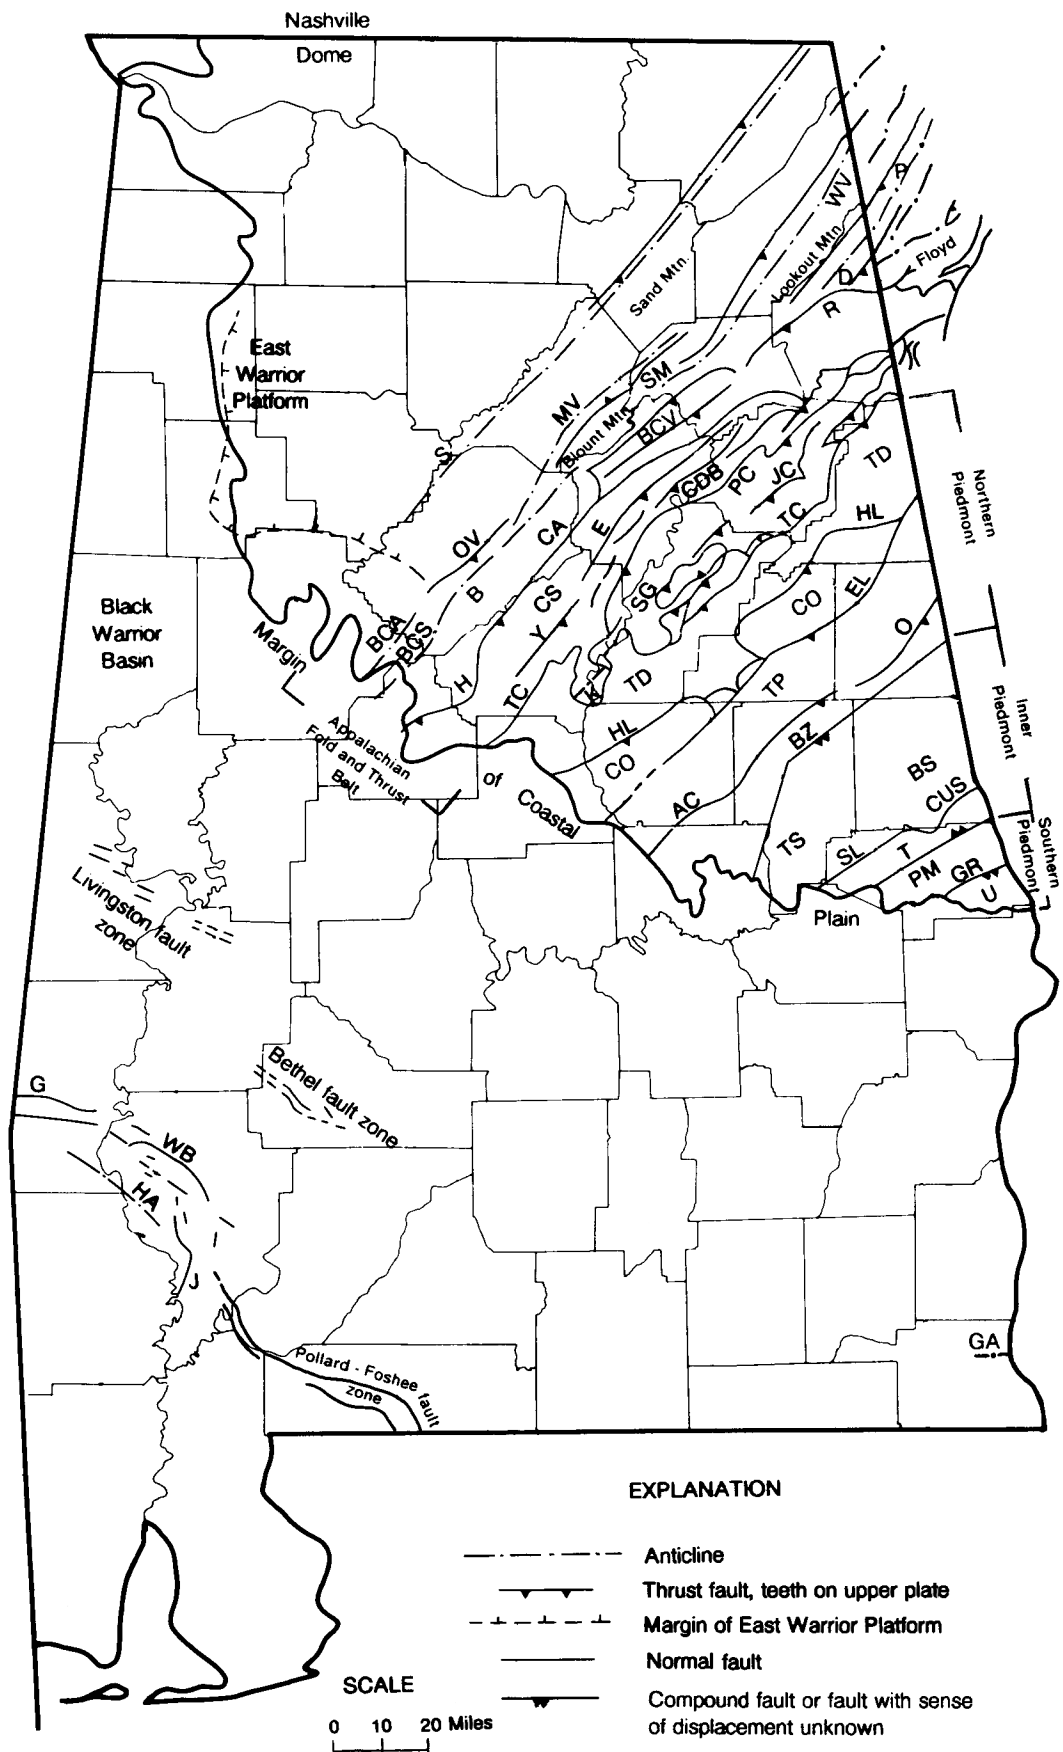 Nashville
Dome
P
WV
Lookout Mtn.
Floyd
D
Sand Mtn.
R
East
Warrior
Platform
SM
MV
Blount Mtn.
BCV
S
CDB
PC
JC
TD
TC
HL
Northern
Piedmont
OV
CA
E
B
CS
SG
CO
EL
Black
Warrior
Basin
BCA
BCS
Y
O
Margin
H
TC
TD
TP
Inner
Piedmont
Appalachian
Fold and Thrust
Belt
HL
CO
BZ
of
Coastal
AC
BS
CUS
TS
SL
T
PM
GR
U
Southern
Piedmont
Plain
Livingston fault
zone
Bethel fault zone
G
WB
HA
J
Pollard - Foshee fault
zone
GA
EXPLANATION
Anticline
Thrust fault, teeth on upper plate
Margin of East Warrior Platform
Normal fault
Compound fault or fault with sense
of displacement unknown
SCALE
0 10 20 Miles